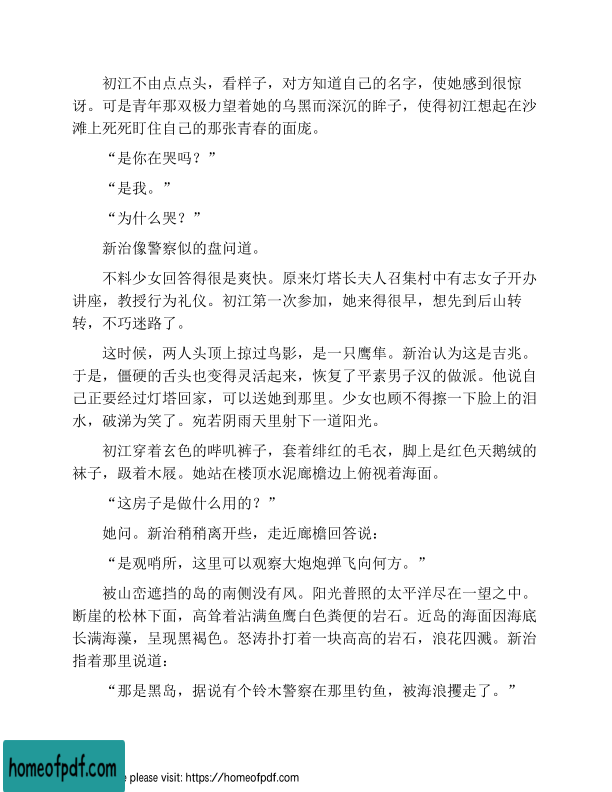 初江不由点点头，看样子，对方知道自己的名字，使她感到很惊
讶。可是青年那双极力望着她的乌黑而深沉的眸子，使得初江想起在沙
滩上死死盯住自己的那张青春的面庞。
“是你在哭吗？”
“是我。”
“为什么哭？”
新治像警察似的盘问道。
不料少女回答得很是爽快。原来灯塔长夫人召集村中有志女子开办
讲座，教授行为礼仪。初江第一次参加，她来得很早，想先到后山转
转，不巧迷路了。
这时候，两人头顶上掠过鸟影，是一只鹰隼。新治认为这是吉兆。
于是，僵硬的舌头也变得灵活起来，恢复了平素男子汉的做派。他说自
己正要经过灯塔回家，可以送她到那里。少女也顾不得擦一下脸上的泪
水，破涕为笑了。宛若阴雨天里射下一道阳光。
初江穿着玄色的哔叽裤子，套着绯红的毛衣，脚上是红色天鹅绒的
袜子，趿着木屐。她站在楼顶水泥廊檐边上俯视着海面。
“这房子是做什么用的？”
她问。新治稍稍离开些，走近廊檐回答说：
“是观哨所，这里可以观察大炮炮弹飞向何方。”
被山峦遮挡的岛的南侧没有风。阳光普照的太平洋尽在一望之中。
断崖的松林下面，高耸着沾满鱼鹰白色粪便的岩石。近岛的海面因海底
长满海藻，呈现黑褐色。怒涛扑打着一块高高的岩石，浪花四溅。新治
指着那里说道：
“那是黑岛，据说有个铃木警察在那里钓鱼，被海浪攫走了。”
homeofpdf.com
e please visit: https://homeofpdf.com